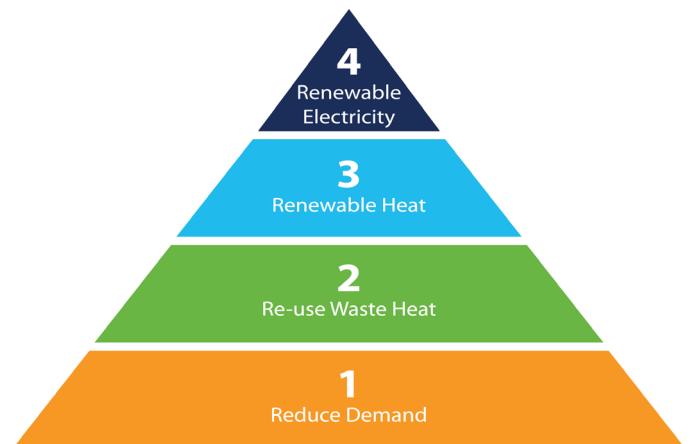 4
Renewable
Electricity
3
Renewable Heat
2
Re-use Waste Heat
1
Reduce Demand